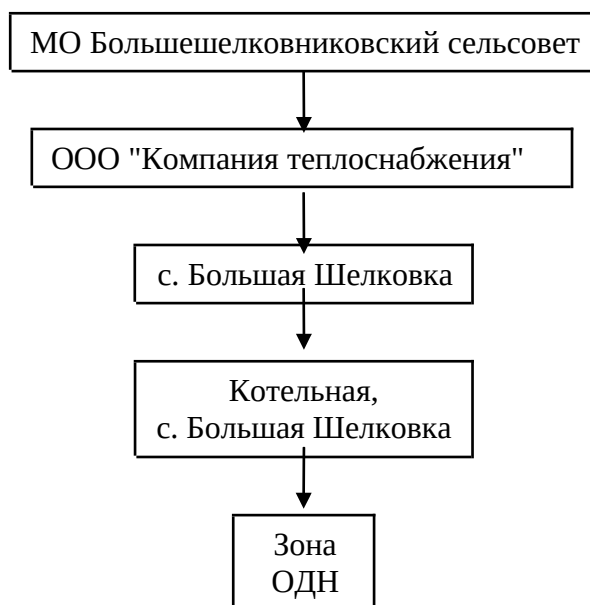 МО Большешелковниковский сельсовет
ООО "Компания теплоснабжения"
с. Большая Шелковка
Котельная,
с. Большая Шелковка
Зона
ОДН